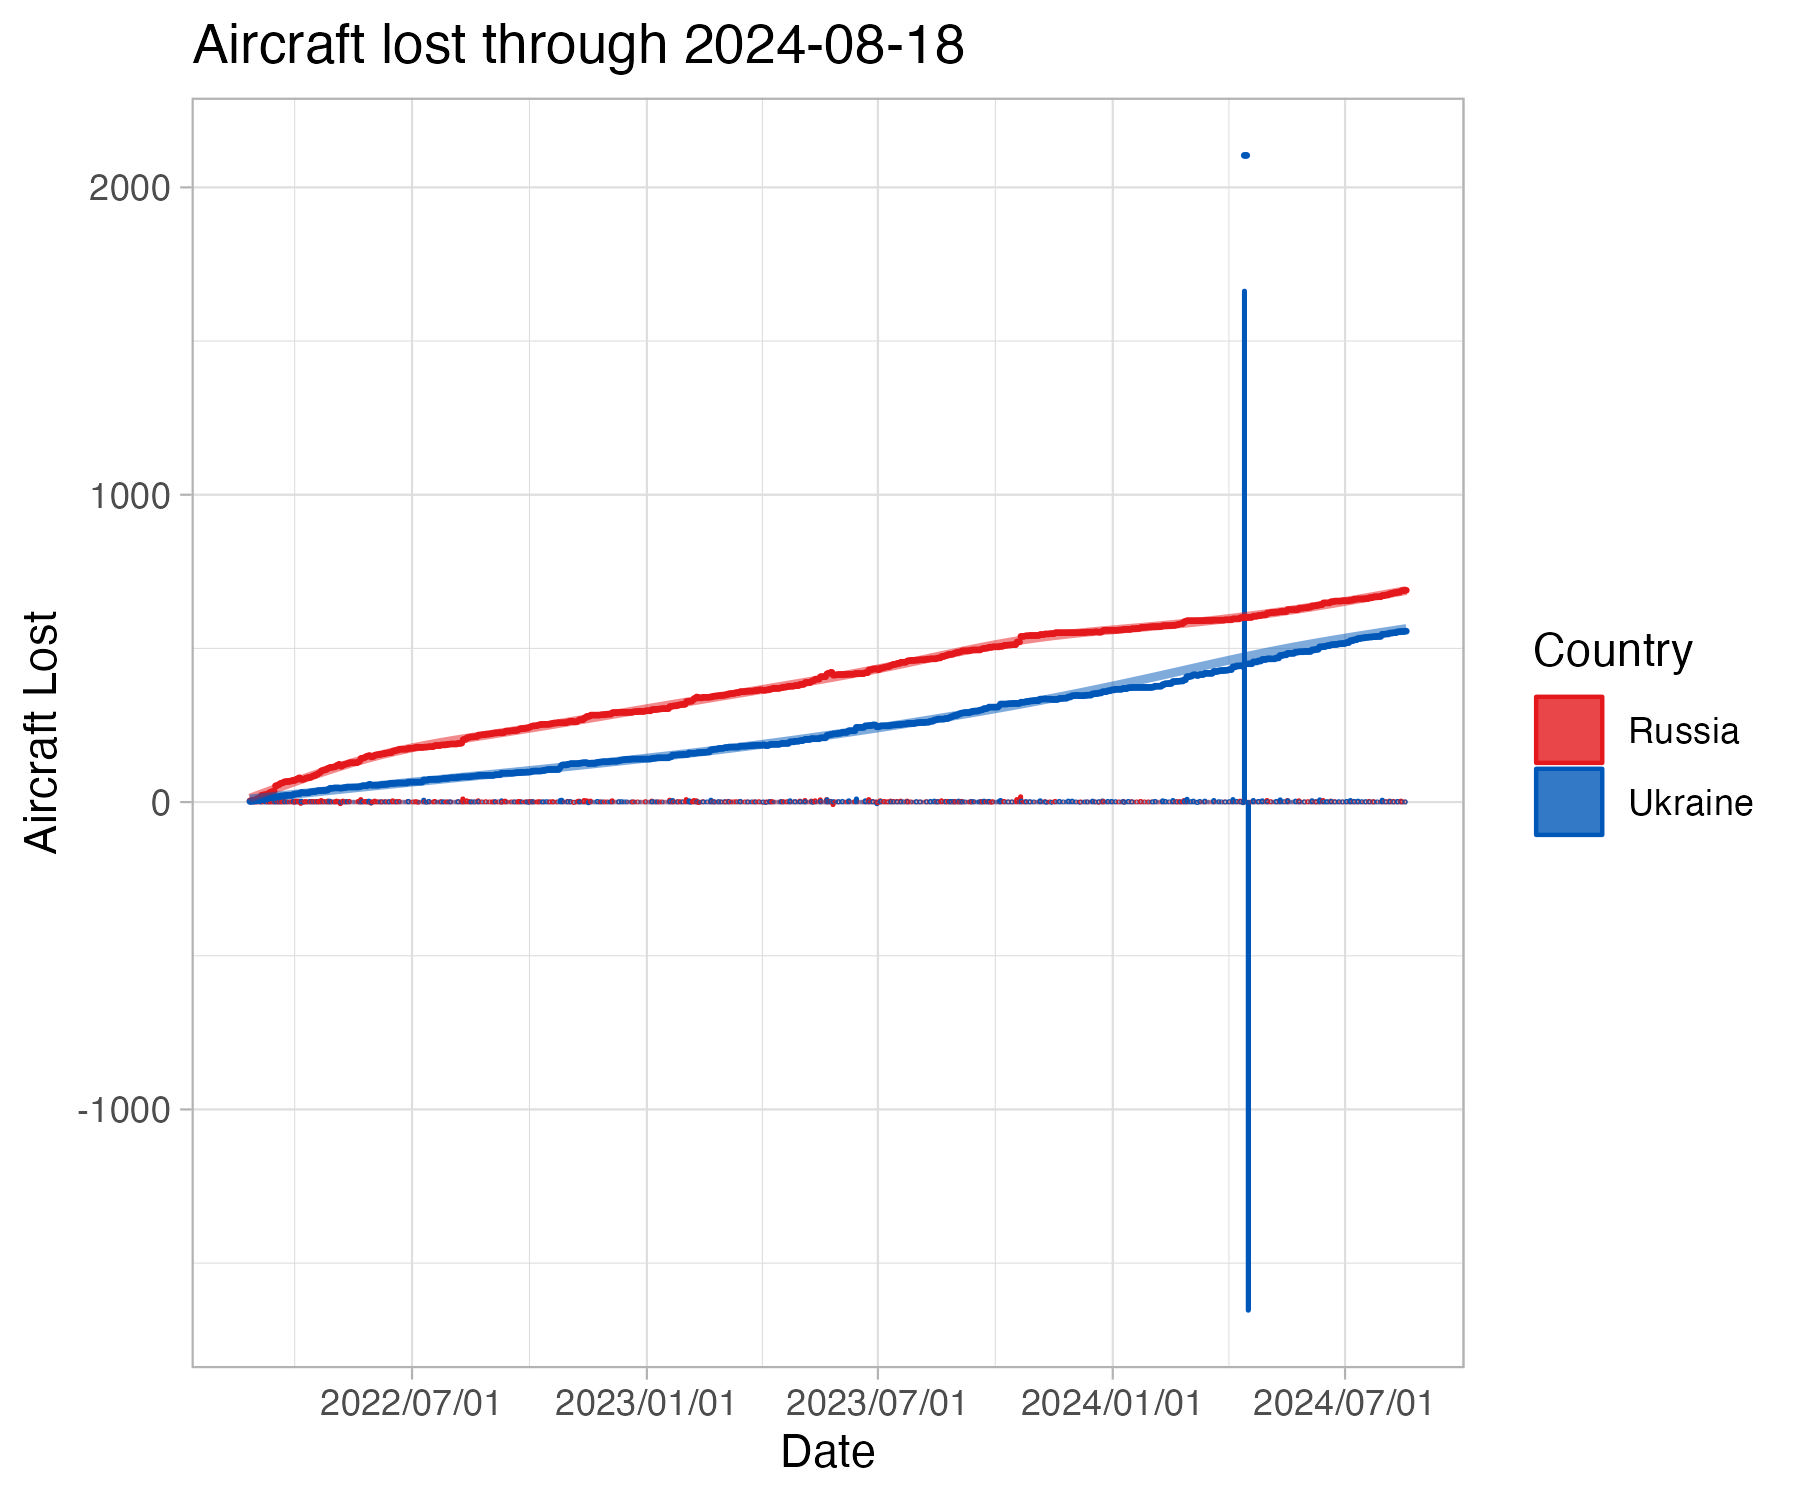 Aircraft lost through 2024-08-18
2000
1000
0
-1000
Aircraft Lost
2022/07/01
2023/01/01
2023/07/01
2024/01/01
2024/07/01
Date
Country
Russia
Ukraine